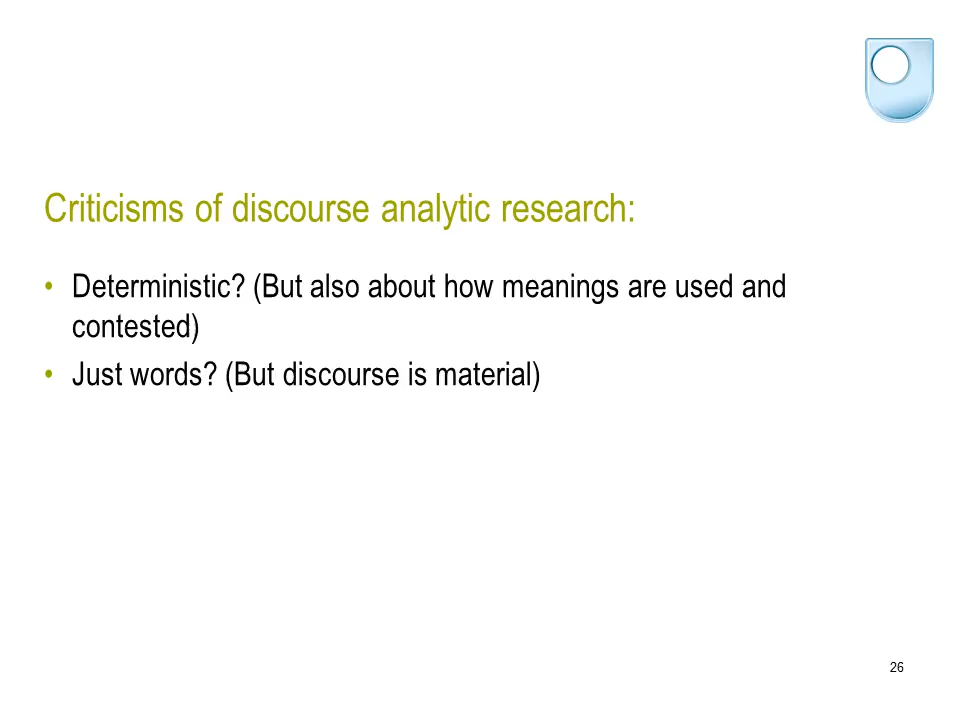 Criticisms of discourse analytic research:
• Deterministic? (But also about how meanings are used and
contested)
• Just words? (But discourse is material)
26